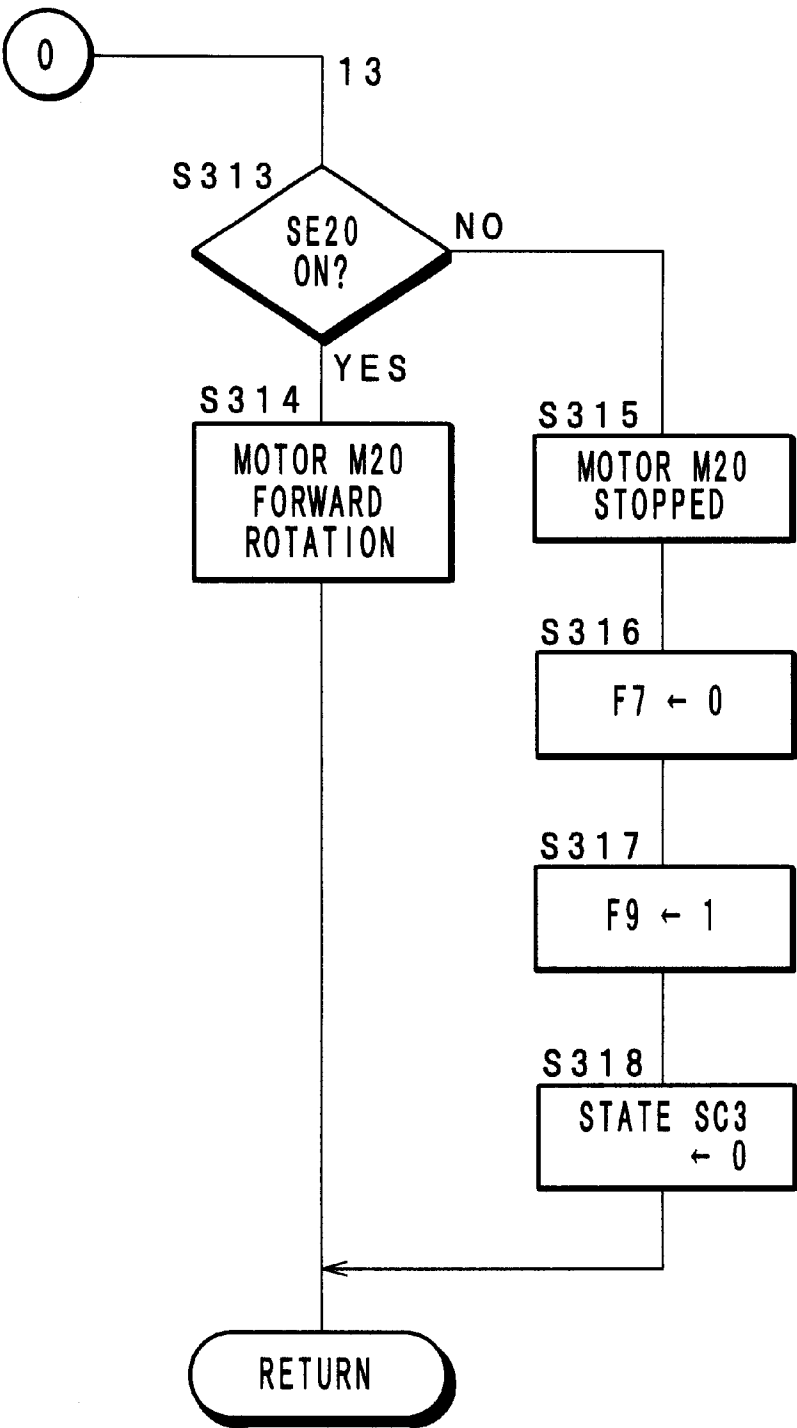 0
13
S313
SE20
ON?
NO
YES
S314
MOTOR M20
FORWARD
ROTATION
S315
MOTOR M20
STOPPED
S316
F7 ← 0
S317
F9 ← 1
S318
STATE SC3
← 0
RETURN